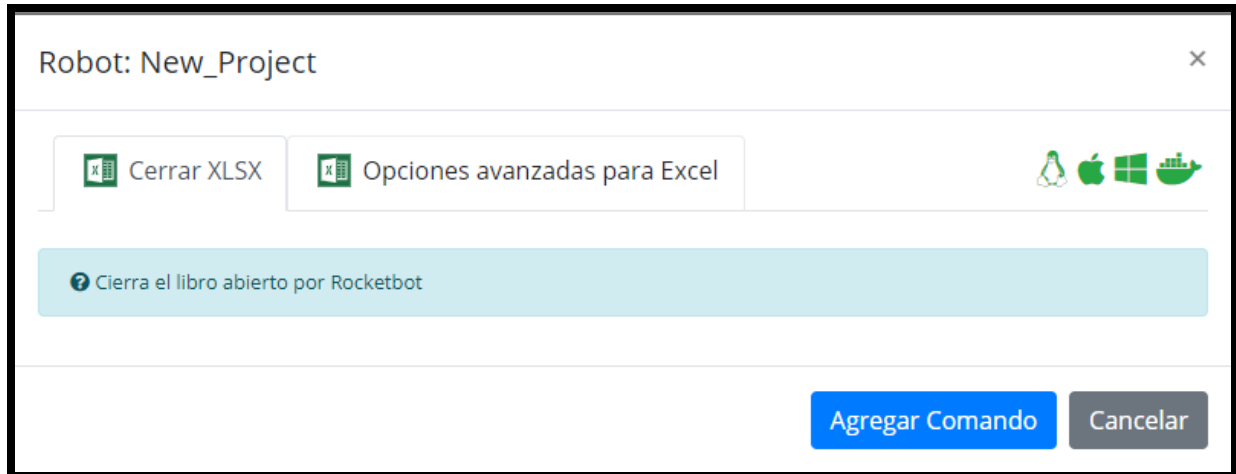 Robot: New_Project ×
Cerrar XLSX Opciones avanzadas para Excel
Cierra el libro abierto por Rocketbot
Agregar Comando Cancelar